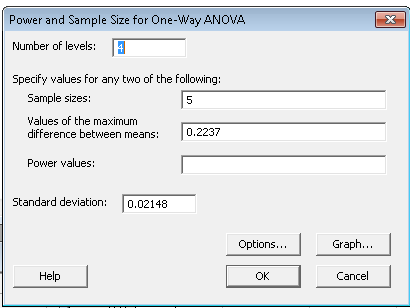 Power and Sample Size for One-Way ANOVA
Number of levels: 4
Specify values for any two of the following:
Sample sizes: 5
Values of the maximum
difference between means: 0.2237
Power values:
Standard deviation: 0.02148
Options... Graph...
Help OK Cancel